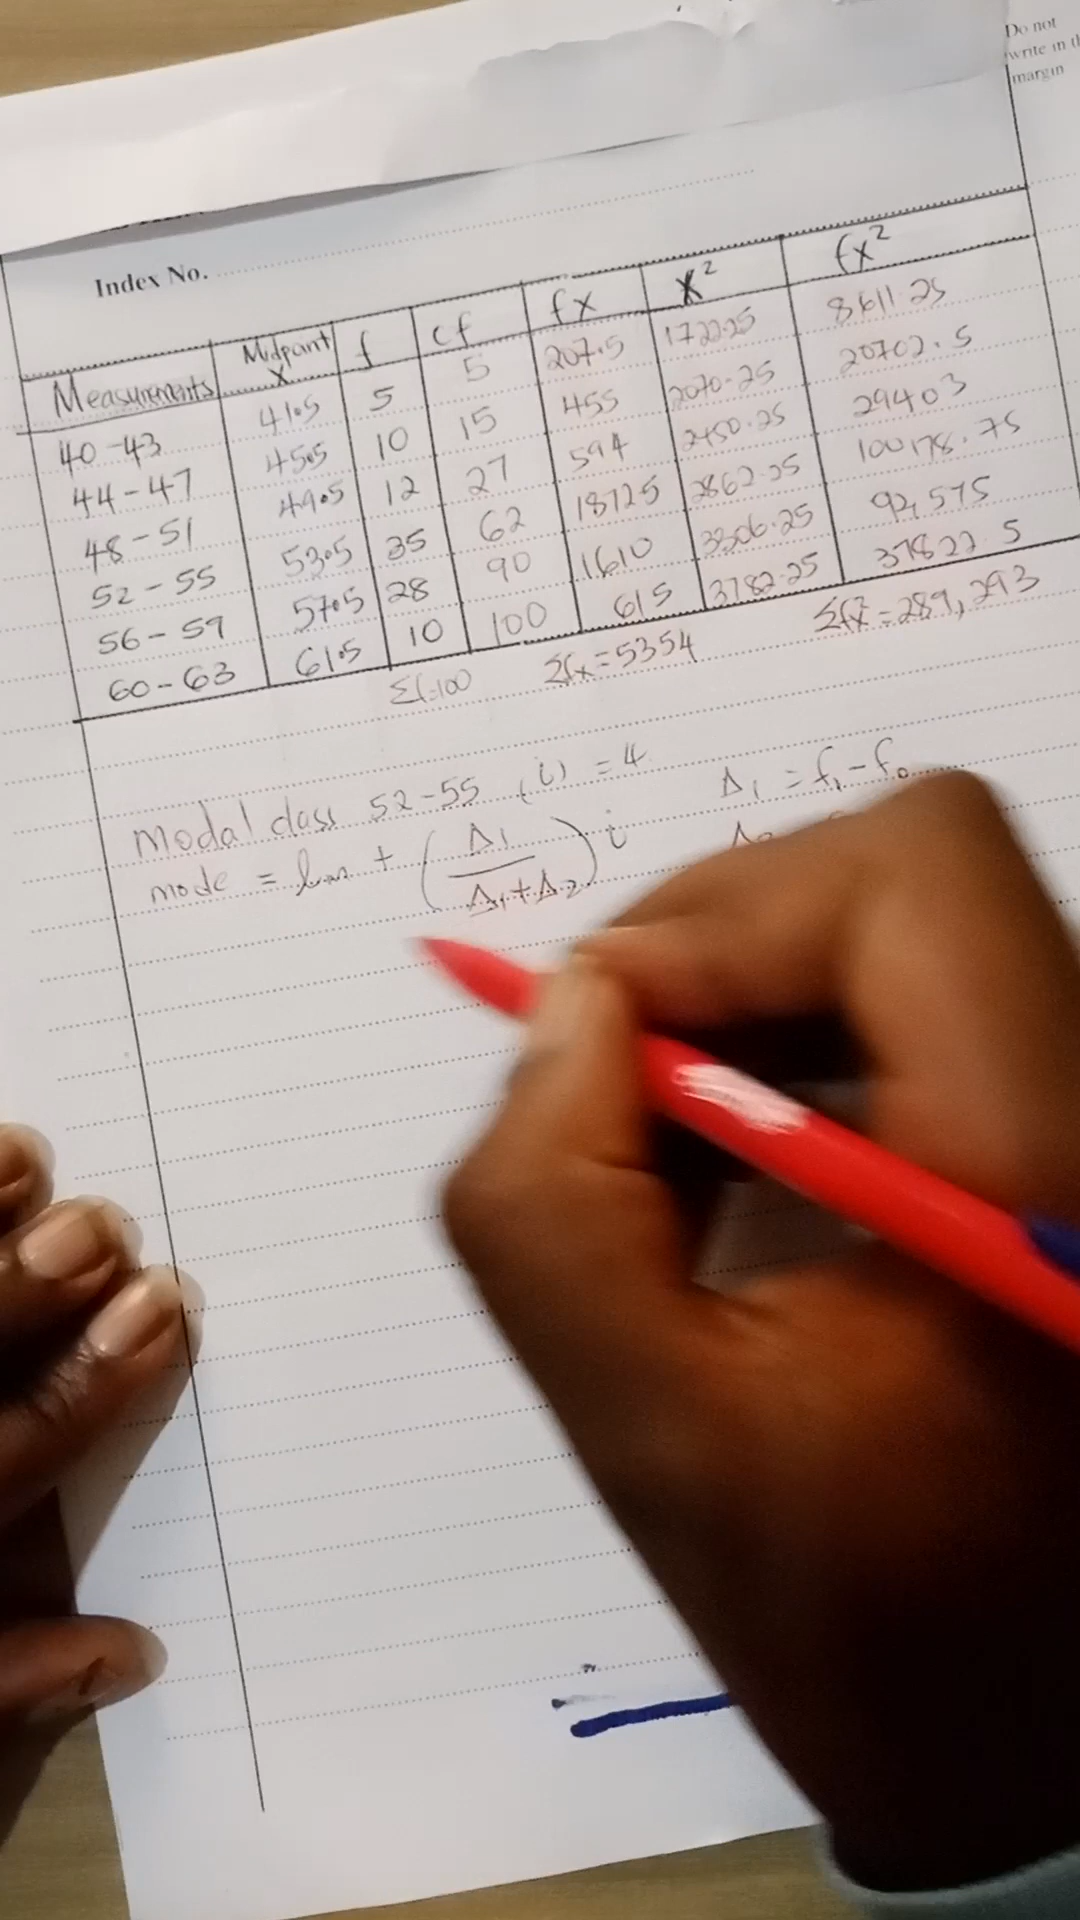 Do not
write in th
margin
Index No.
Measurements Midpoint x f cf fx x² fx²
40-43 41.5 5 5 207.5 1722.25 8611.25
44-47 45.5 10 15 455 2070.25 20702.5
48-51 49.5 12 27 594 2450.25 29403
52-55 53.5 35 62 1872.5 2862.25 100178.75
56-59 57.5 28 90 1610 3306.25 92,575
60-63 61.5 10 100 615 3782.25 37822.5
Σf=100 Σfx=5354 Σfx²=289,293
Modal class 52-55 (i) = 4 Δ1 = f1-f0
mode = Lm + (Δ1/Δ1+Δ2) i